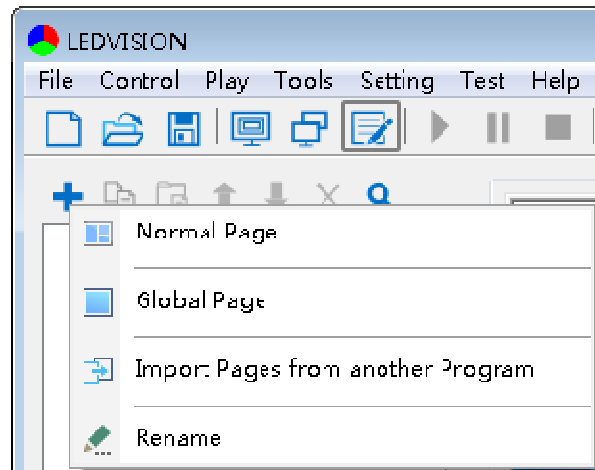 LEDVISION
File Control Play Tools Setting Test Help
Normal Page
Global Page
Import Pages from another Program
Rename